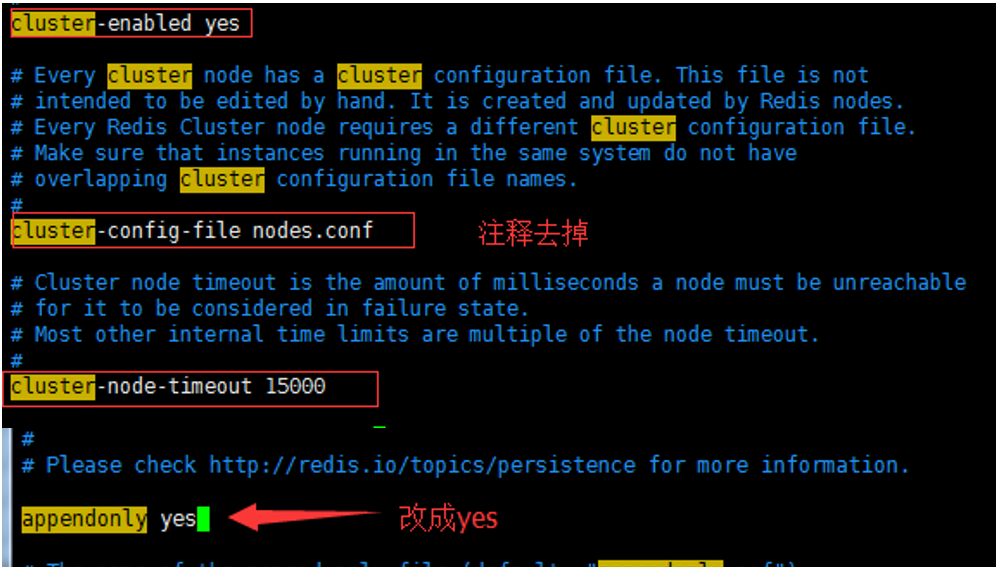 cluster-enabled yes
# Every cluster node has a cluster configuration file. This file is not
# intended to be edited by hand. It is created and updated by Redis nodes.
# Every Redis Cluster node requires a different cluster configuration file.
# Make sure that instances running in the same system do not have
# overlapping cluster configuration file names.
#
cluster-config-file nodes.conf
注释去掉
# Cluster node timeout is the amount of milliseconds a node must be unreachable
# for it to be considered in failure state.
# Most other internal time limits are multiple of the node timeout.
#
cluster-node-timeout 15000
#
# Please check http://redis.io/topics/persistence for more information.
appendonly yes
改成yes